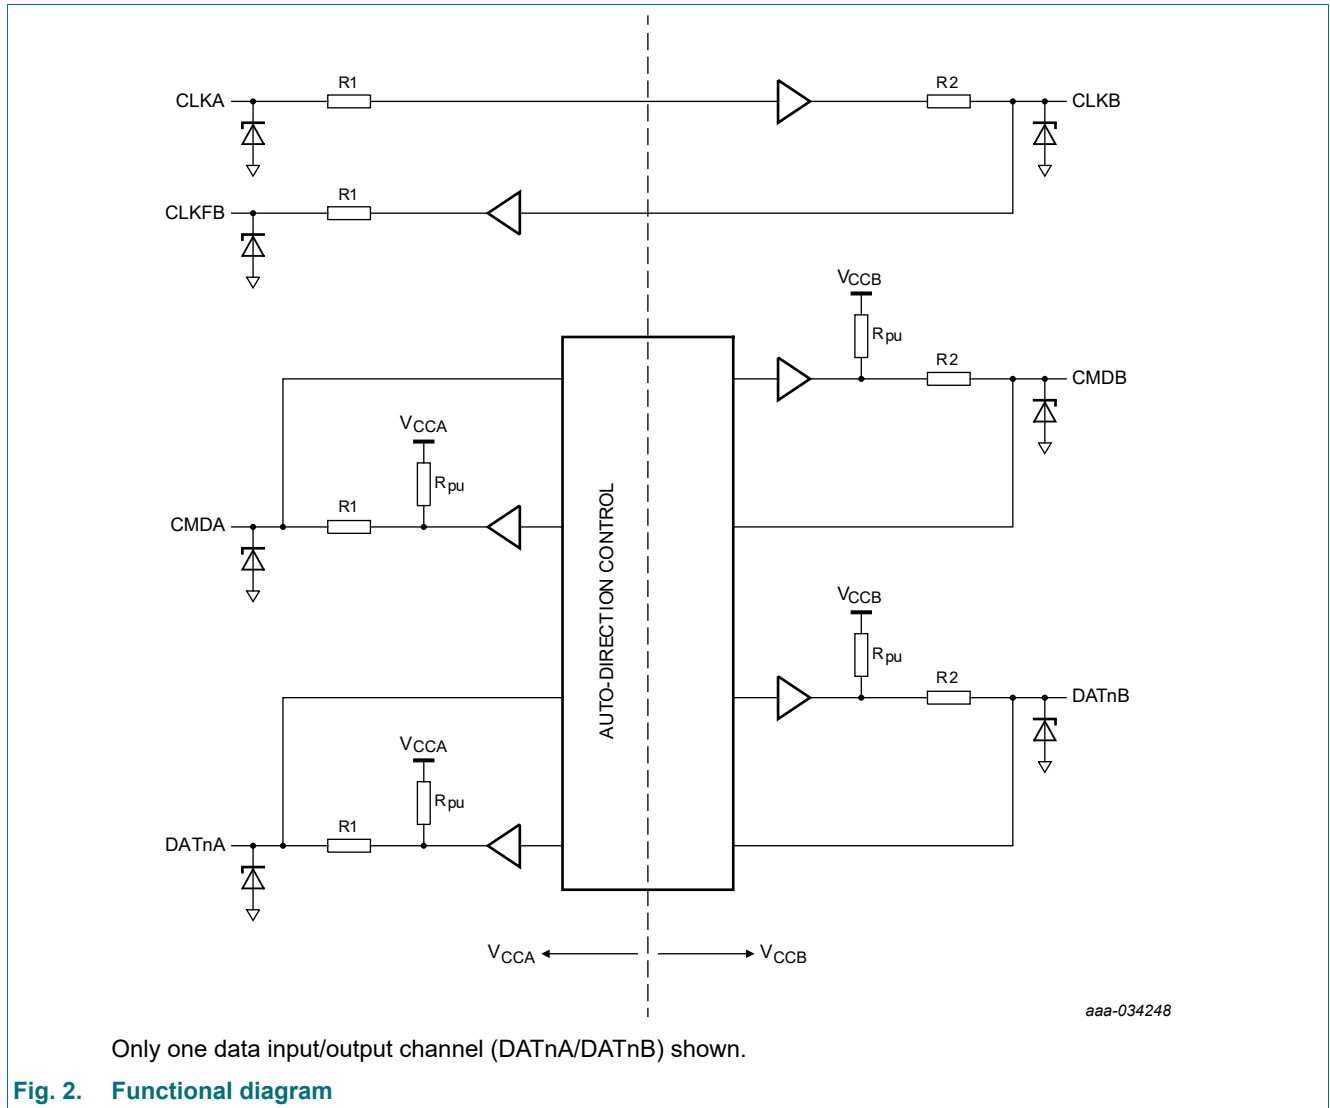 R1
R2
CLKA
CLKB
R1
CLKFB
VCCB
Rpu
R2
CMDB
VCCA
Rpu
R1
CMDA
AUTO-DIRECTION CONTROL
VCCB
Rpu
R2
DATnB
VCCA
Rpu
R1
DATnA
VCCA
VCCB
aaa-034248
Only one data input/output channel (DATnA/DATnB) shown.
Fig. 2. Functional diagram